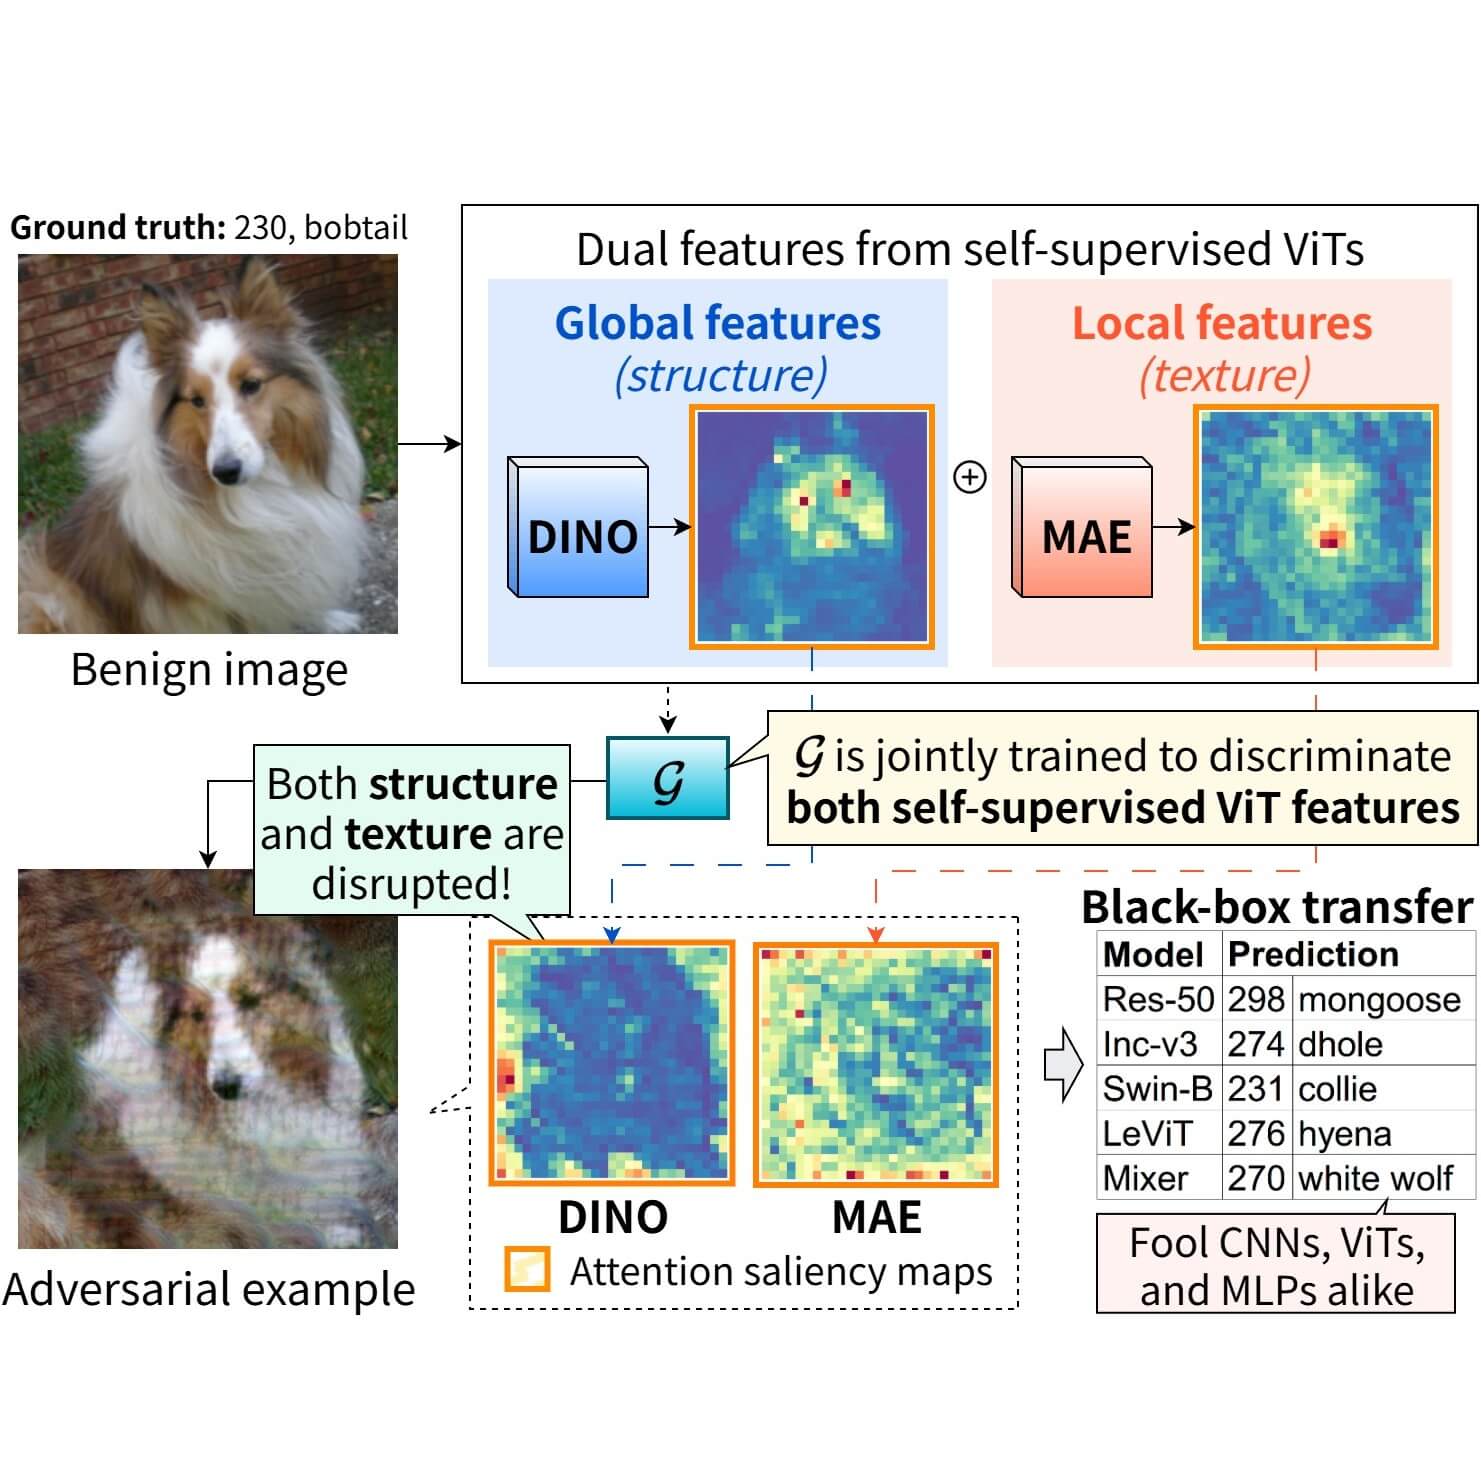 Ground truth: 230, bobtail
Benign image
Dual features from self-supervised ViTs
Global features
(structure)
DINO
Local features
(texture)
MAE
𝒢
𝒢 is jointly trained to discriminate
both self-supervised ViT features
Both structure
and texture are
disrupted!
Adversarial example
DINO
MAE
Attention saliency maps
Black-box transfer
Model Prediction
Res-50 298 mongoose
Inc-v3 274 dhole
Swin-B 231 collie
LeViT 276 hyena
Mixer 270 white wolf
Fool CNNs, ViTs,
and MLPs alike